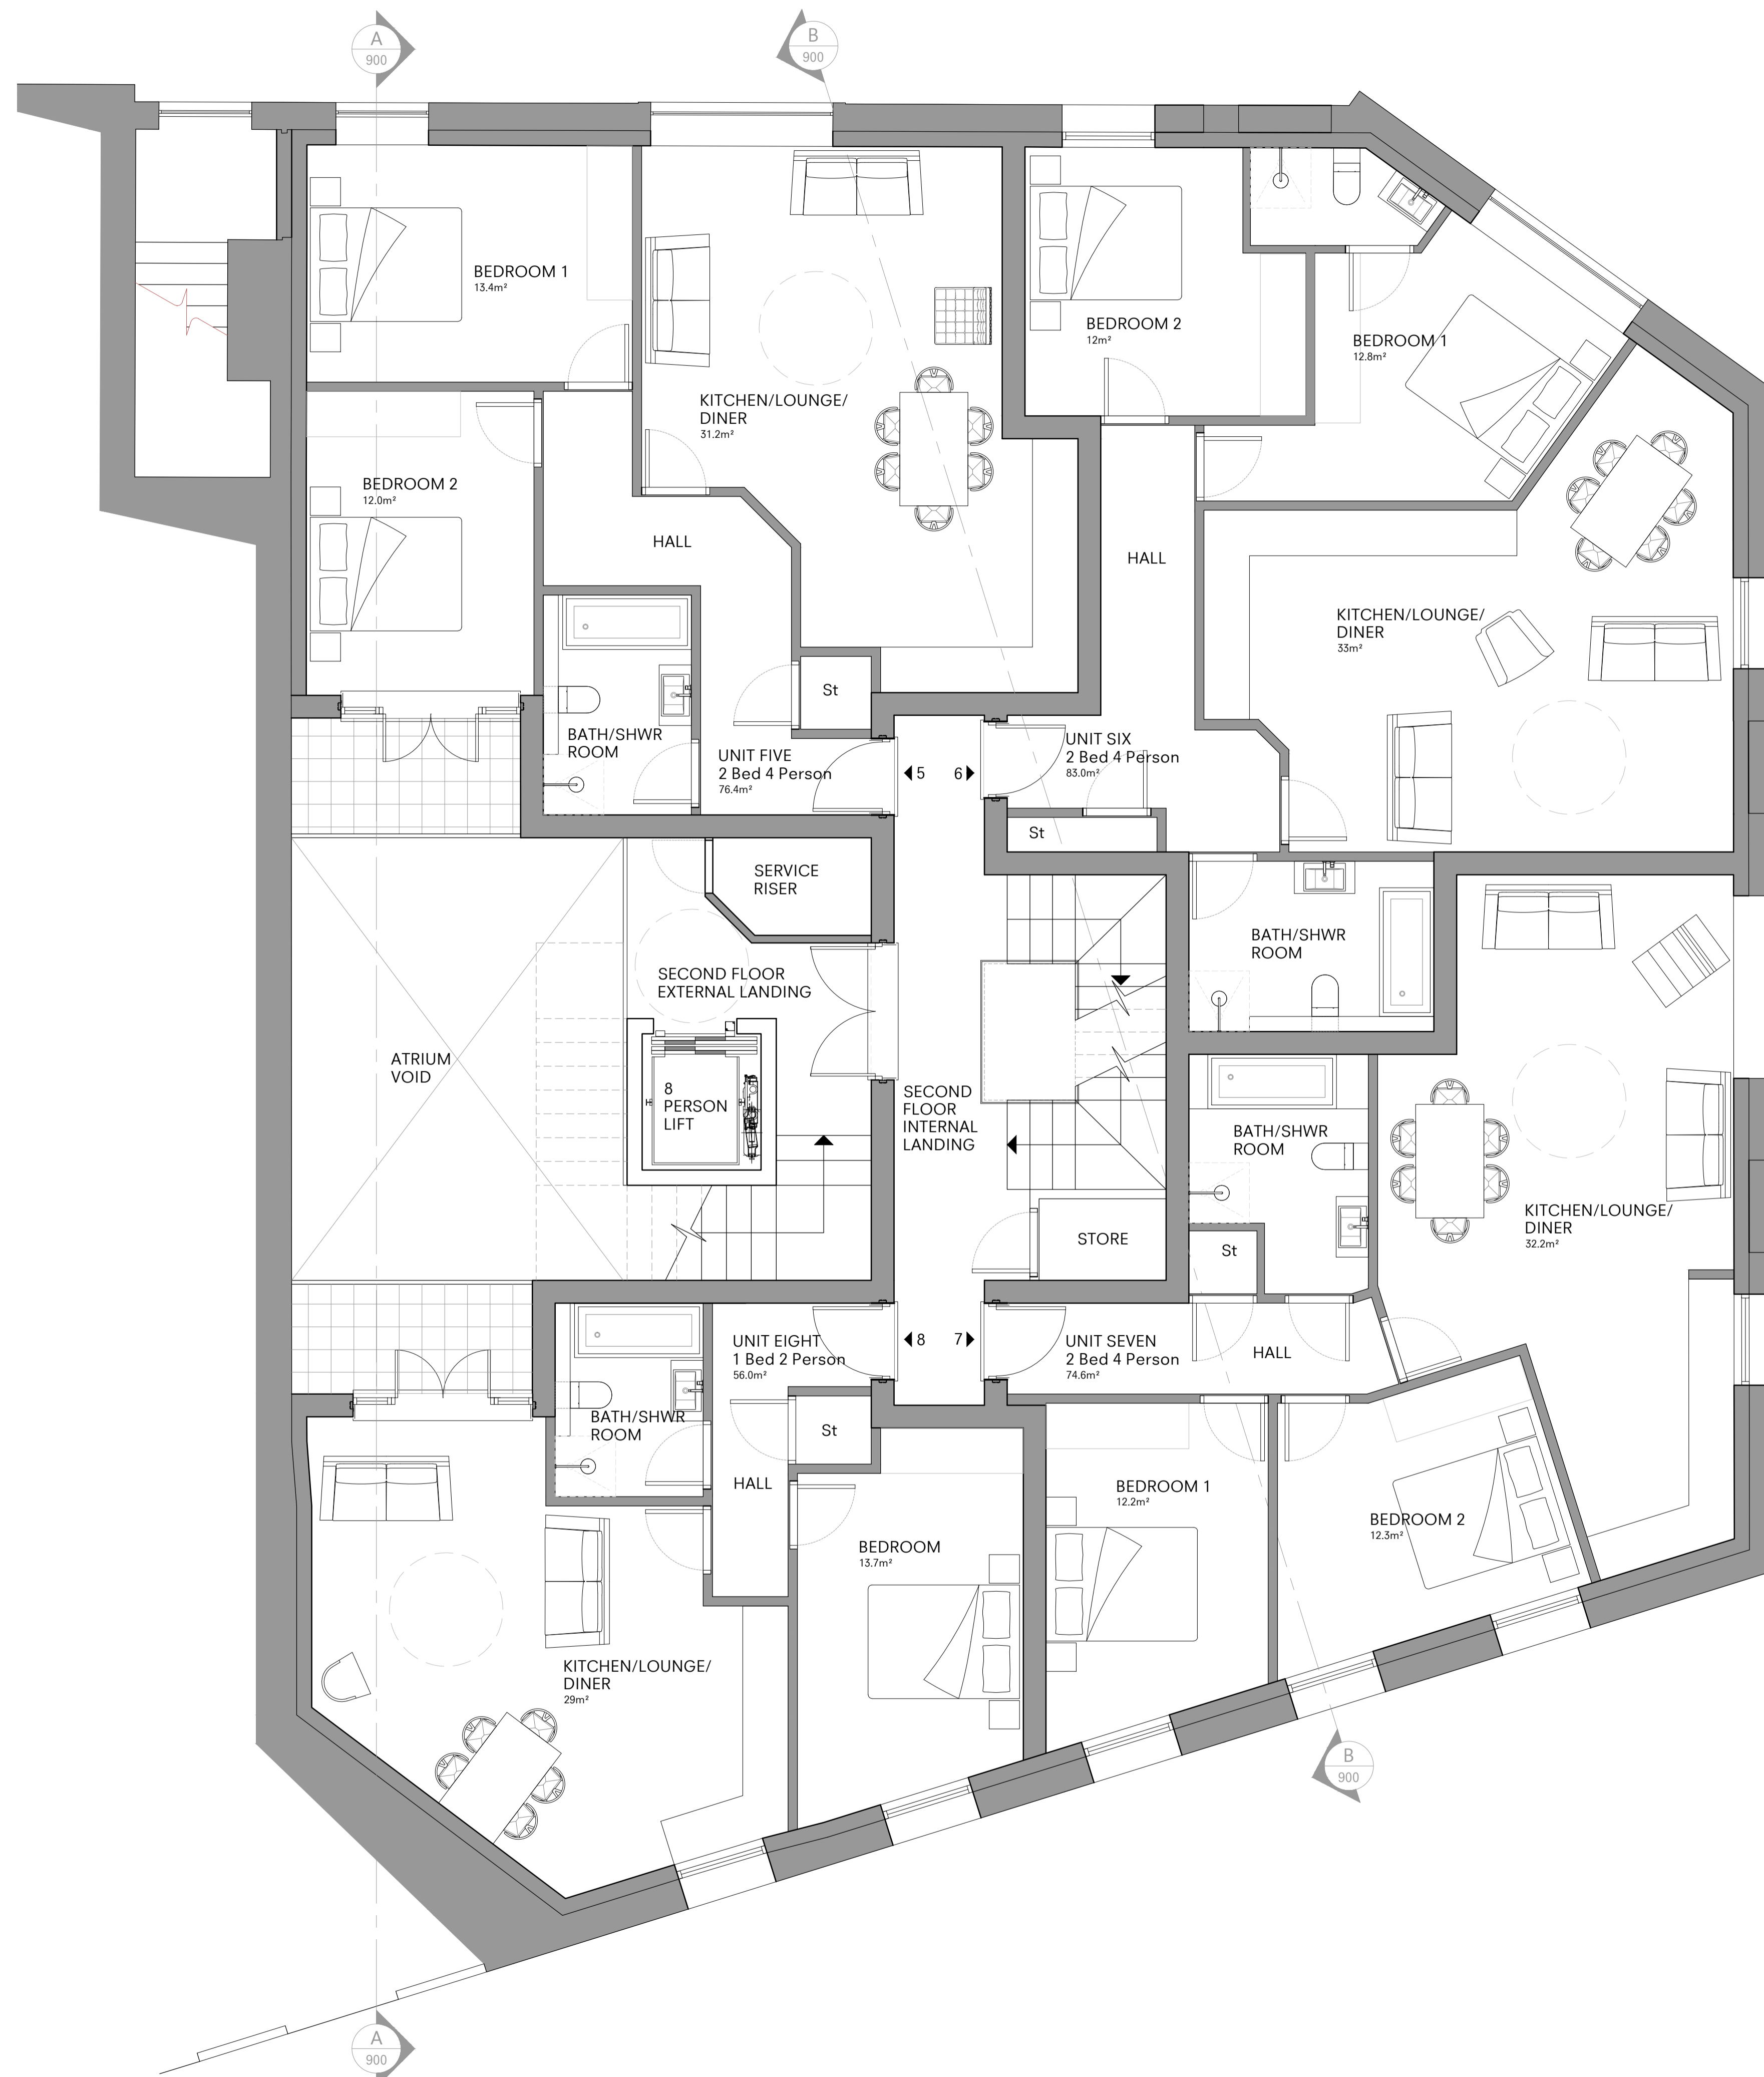 A
900
B
900
BEDROOM 1
13.4m²
BEDROOM 2
12m²
BEDROOM 1
12.8m²
KITCHEN/LOUNGE/
DINER
31.2m²
BEDROOM 2
12.0m²
HALL
HALL
KITCHEN/LOUNGE/
DINER
33m²
St
BATH/SHWR
ROOM
UNIT FIVE
2 Bed 4 Person
76.4m²
5
6
UNIT SIX
2 Bed 4 Person
83.0m²
St
SERVICE
RISER
BATH/SHWR
ROOM
SECOND FLOOR
EXTERNAL LANDING
ATRIUM
VOID
8
PERSON
LIFT
SECOND
FLOOR
INTERNAL
LANDING
BATH/SHWR
ROOM
KITCHEN/LOUNGE/
DINER
32.2m²
STORE
St
UNIT EIGHT
1 Bed 2 Person
56.0m²
8
7
UNIT SEVEN
2 Bed 4 Person
74.6m²
HALL
BATH/SHWR
ROOM
St
HALL
BEDROOM
13.7m²
BEDROOM 1
12.2m²
BEDROOM 2
12.3m²
KITCHEN/LOUNGE/
DINER
29m²
B
900
A
900